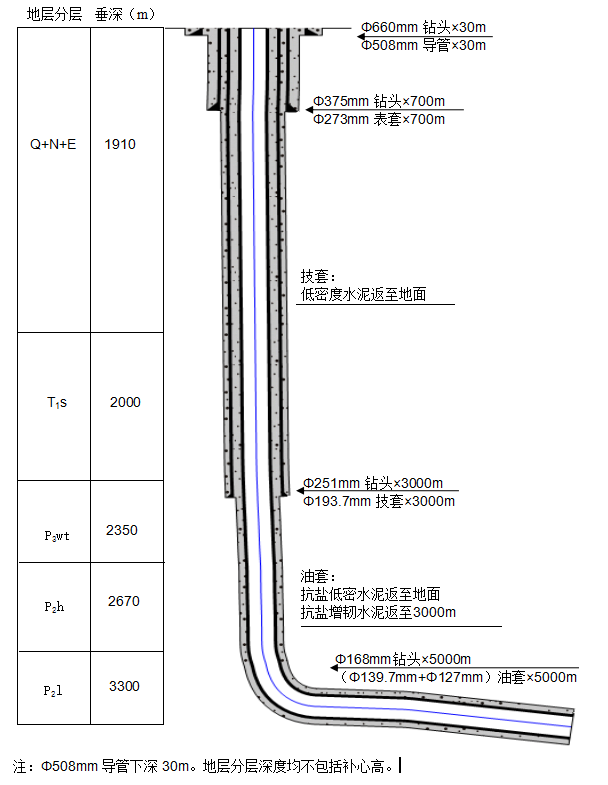 地层分层 垂深（m）
Φ660mm 钻头×30m
Φ508mm 导管×30m
Φ375mm 钻头×700m
Φ273mm 表套×700m
Q+N+E 1910
技套：
低密度水泥返至地面
T₁s 2000
Φ251mm 钻头×3000m
Φ193.7mm 技套×3000m
P₃wt 2350
油套：
抗盐低密水泥返至地面
抗盐增韧水泥返至3000m
P₂h 2670
Φ168mm钻头×5000m
（Φ139.7mm+Φ127mm）油套×5000m
P₂l 3300
注：Φ508mm 导管下深 30m。地层分层深度均不包括补心高。